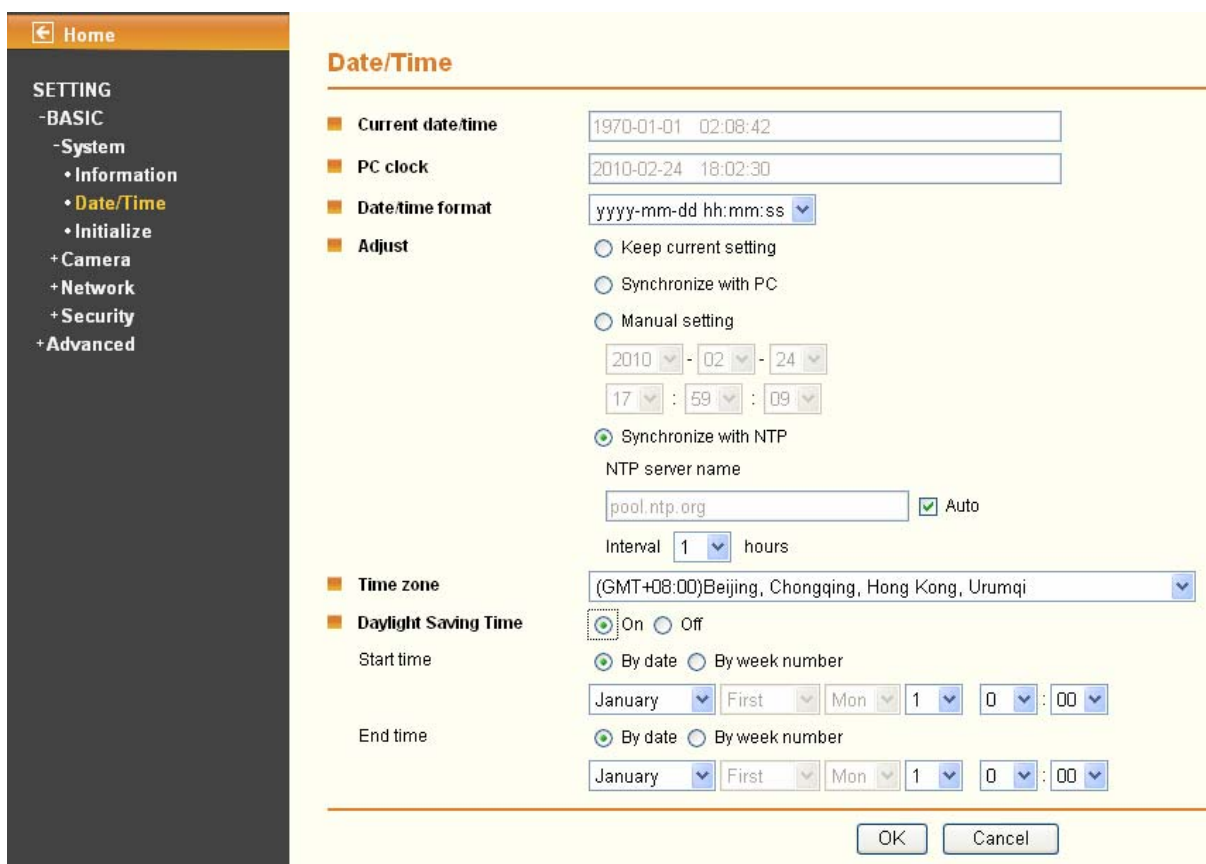 Home
SETTING
-BASIC
-System
•Information
•Date/Time
•Initialize
+Camera
+Network
+Security
+Advanced
Date/Time
Current date/time 1970-01-01 02:08:42
PC clock 2010-02-24 18:02:30
Date/time format yyyy-mm-dd hh:mm:ss
Adjust Keep current setting
Synchronize with PC
Manual setting
2010 - 02 - 24
17 : 59 : 09
Synchronize with NTP
NTP server name
pool.ntp.org Auto
Interval 1 hours
Time zone (GMT+08:00)Beijing, Chongqing, Hong Kong, Urumqi
Daylight Saving Time On Off
Start time By date By week number
January First Mon 1 0 : 00
End time By date By week number
January First Mon 1 0 : 00
OK Cancel